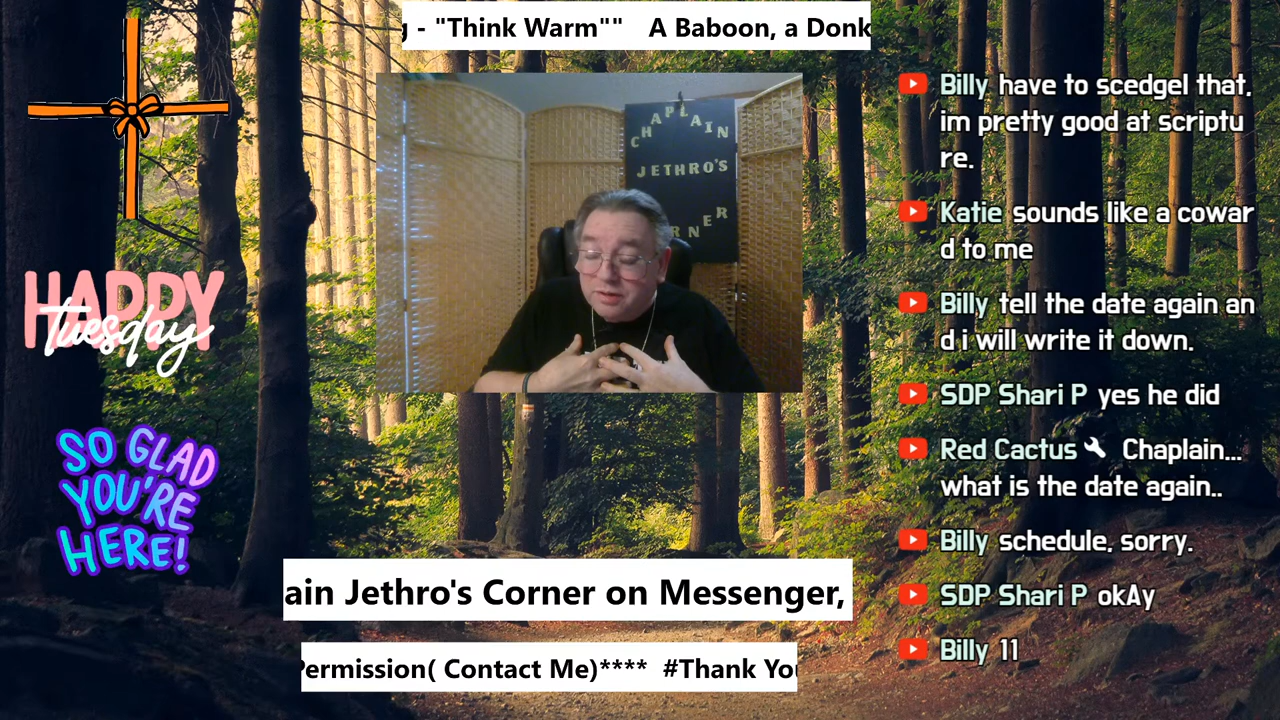 - "Think Warm"" A Baboon, a Donk
CHAPLAIN
JETHRO'S
RNER
HAPPY
Tuesday
SO GLAD
YOU'RE
HERE!
ain Jethro's Corner on Messenger,
Permission( Contact Me)**** #Thank You
Billy have to scedgel that,
im pretty good at scriptu
re.
Katie sounds like a cowar
d to me
Billy tell the date again an
d i will write it down.
SDP Shari P yes he did
Red Cactus Chaplain...
what is the date again..
Billy schedule, sorry.
SDP Shari P okAy
Billy 11